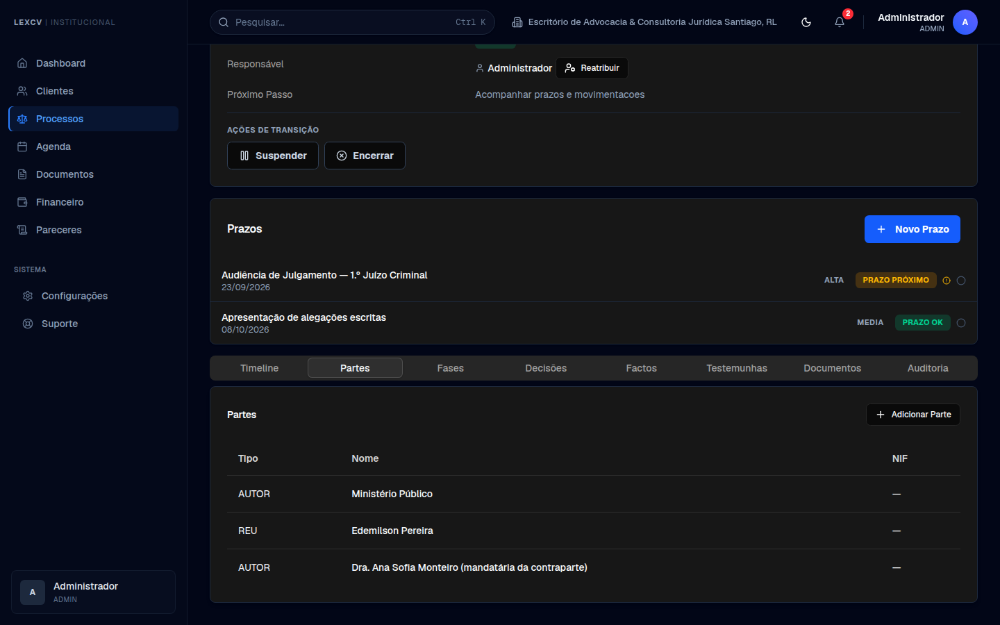 LEXCV | INSTITUCIONAL
Pesquisar...
Ctrl K
Escritório de Advocacia & Consultoria Jurídica Santiago, RL
2
Administrador
ADMIN
A
Dashboard
Clientes
Processos
Agenda
Documentos
Financeiro
Pareceres
SISTEMA
Configurações
Suporte
A
Administrador
ADMIN
Responsável
Administrador
Reatribuir
Próximo Passo
Acompanhar prazos e movimentacoes
AÇÕES DE TRANSIÇÃO
Suspender
Encerrar
Prazos
Novo Prazo
Audiência de Julgamento — 1.º Juízo Criminal
23/09/2026
ALTA
PRAZO PRÓXIMO
Apresentação de alegações escritas
08/10/2026
MEDIA
PRAZO OK
Timeline
Partes
Fases
Decisões
Factos
Testemunhas
Documentos
Auditoria
Partes
Adicionar Parte
Tipo
Nome
NIF
AUTOR
Ministério Público
—
REU
Edemilson Pereira
—
AUTOR
Dra. Ana Sofia Monteiro (mandatária da contraparte)
—